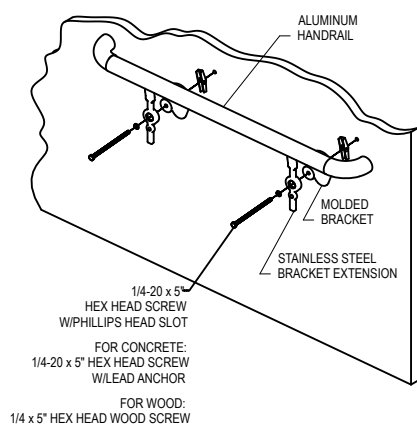 ALUMINUM
HANDRAIL
MOLDED
BRACKET
STAINLESS STEEL
BRACKET EXTENSION
1/4-20 x 5"
HEX HEAD SCREW
W/PHILLIPS HEAD SLOT
FOR CONCRETE:
1/4-20 x 5" HEX HEAD SCREW
W/LEAD ANCHOR
FOR WOOD:
1/4 x 5" HEX HEAD WOOD SCREW